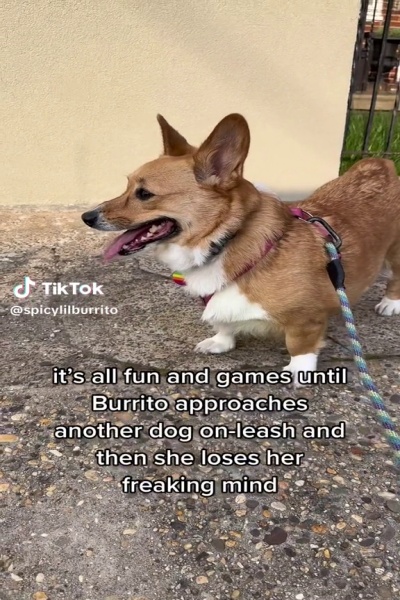 TikTok
@spicylilburrito
it's all fun and games until
Burrito approaches
another dog on-leash and
then she loses her
freaking mind